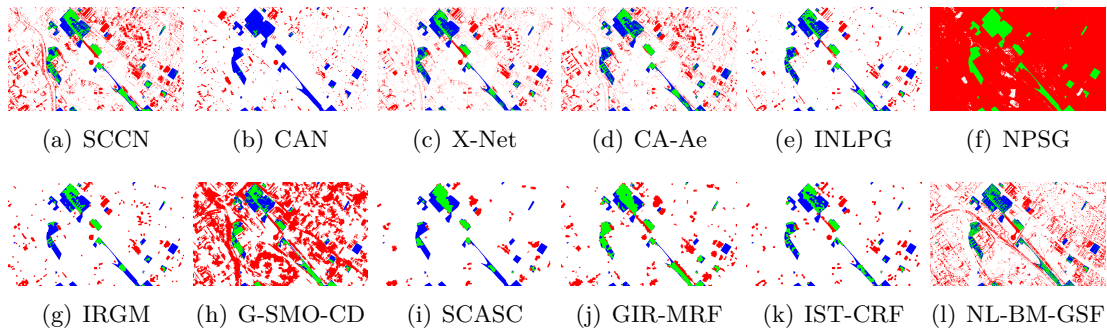 (a) SCCN (b) CAN (c) X-Net (d) CA-Ae (e) INLPG (f) NPSG
(g) IRGM (h) G-SMO-CD (i) SCASC (j) GIR-MRF (k) IST-CRF (l) NL-BM-GSF